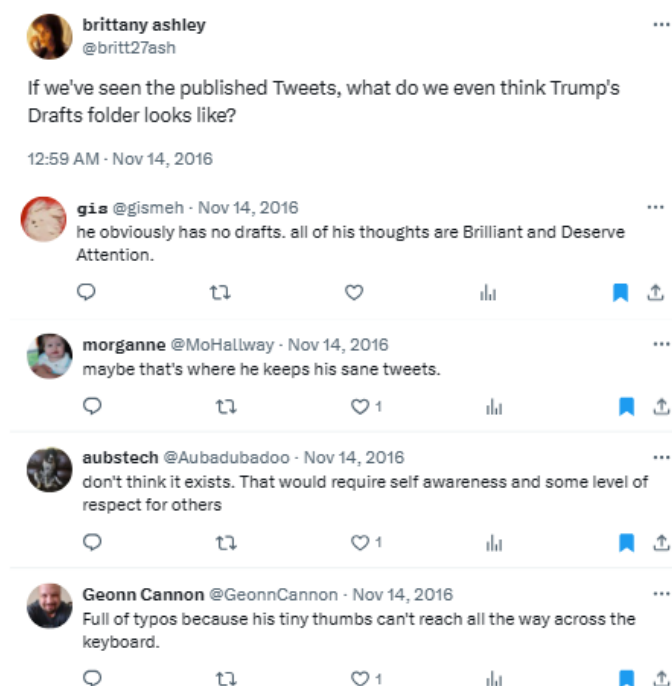 brittany ashley
@britt27ash
If we've seen the published Tweets, what do we even think Trump's
Drafts folder looks like?
12:59 AM · Nov 14, 2016
gis @gismeh · Nov 14, 2016
he obviously has no drafts. all of his thoughts are Brilliant and Deserve
Attention.
morganne @MoHallway · Nov 14, 2016
maybe that's where he keeps his sane tweets.
1
aubstech @Aubadubadoo · Nov 14, 2016
don't think it exists. That would require self awareness and some level of
respect for others
1
Geonn Cannon @GeonnCannon · Nov 14, 2016
Full of typos because his tiny thumbs can't reach all the way across the
keyboard.
1